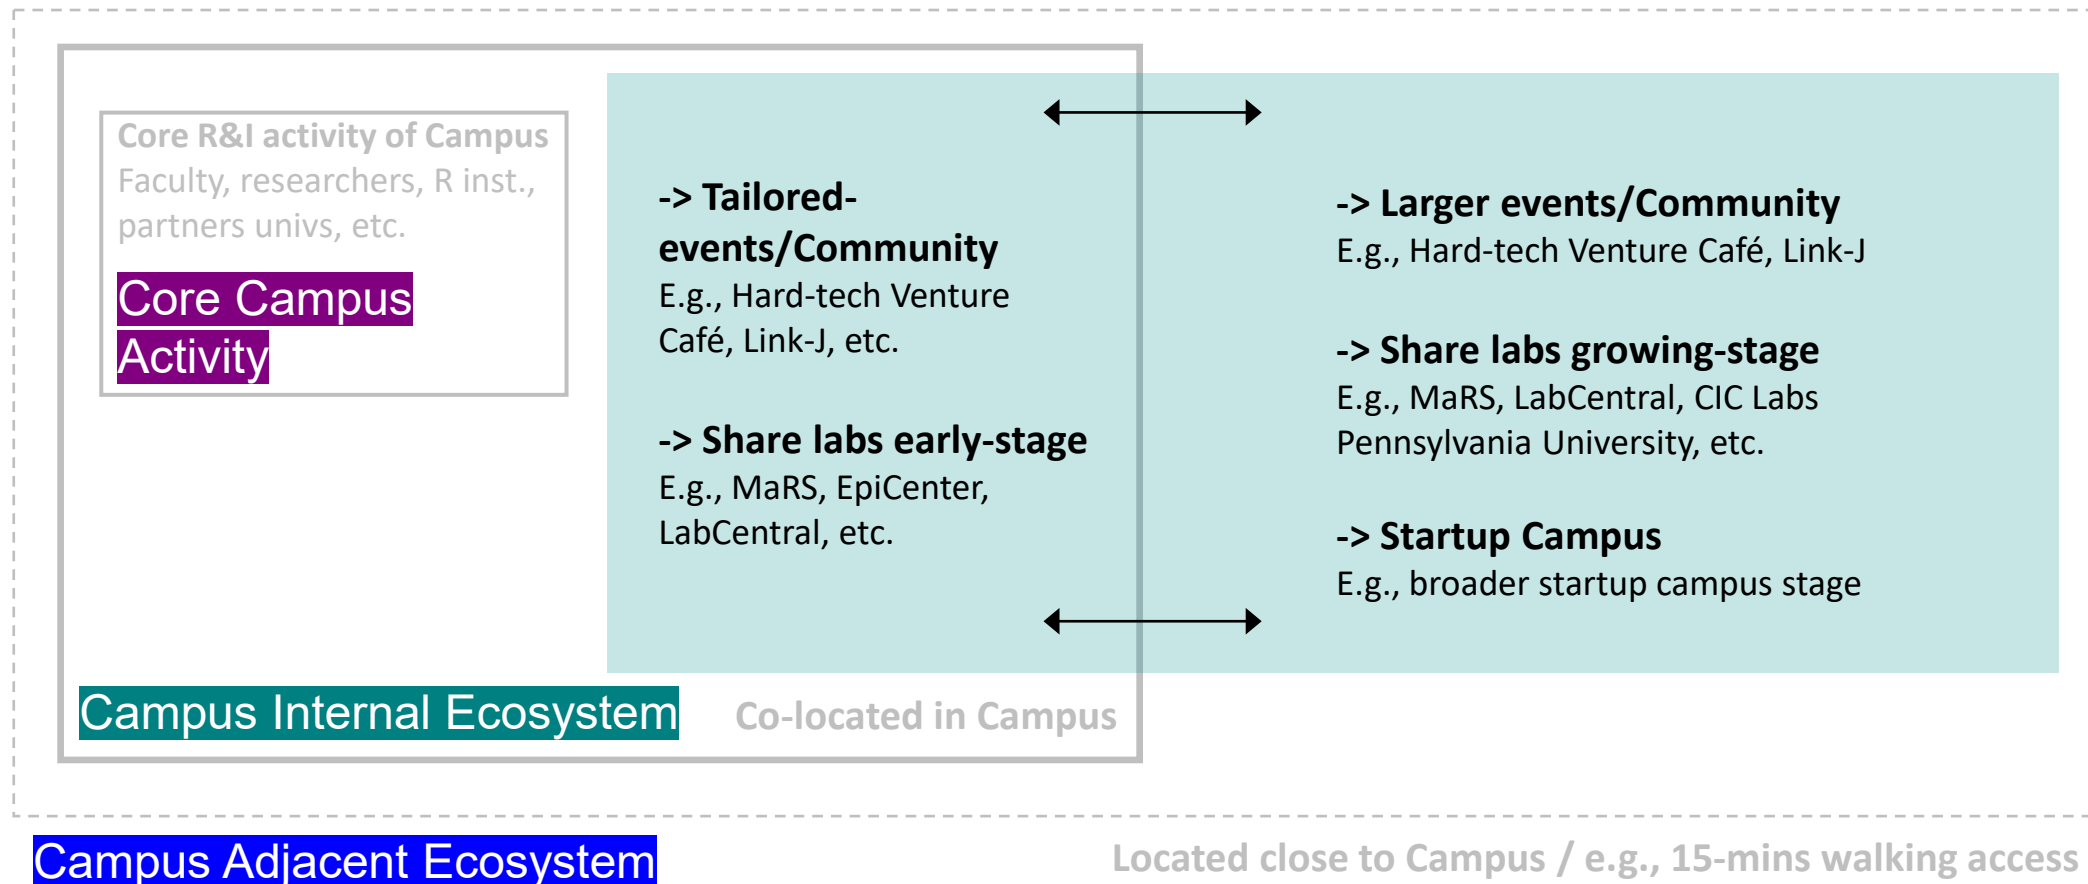 Core R&I activity of Campus
Faculty, researchers, R inst.,
partners univs, etc.
Core Campus
Activity
-> Tailored-
events/Community
E.g., Hard-tech Venture
Café, Link-J, etc.
-> Share labs early-stage
E.g., MaRS, EpiCenter,
LabCentral, etc.
-> Larger events/Community
E.g., Hard-tech Venture Café, Link-J
-> Share labs growing-stage
E.g., MaRS, LabCentral, CIC Labs
Pennsylvania University, etc.
-> Startup Campus
E.g., broader startup campus stage
Campus Internal Ecosystem
Co-located in Campus
Campus Adjacent Ecosystem
Located close to Campus / e.g., 15-mins walking access